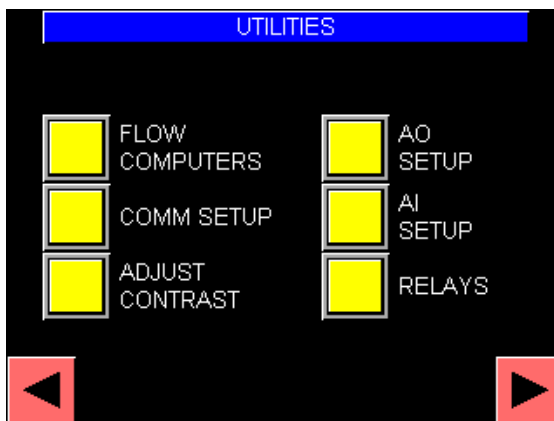 UTILITIES
FLOW
COMPUTERS
AO
SETUP
COMM SETUP
AI
SETUP
ADJUST
CONTRAST
RELAYS